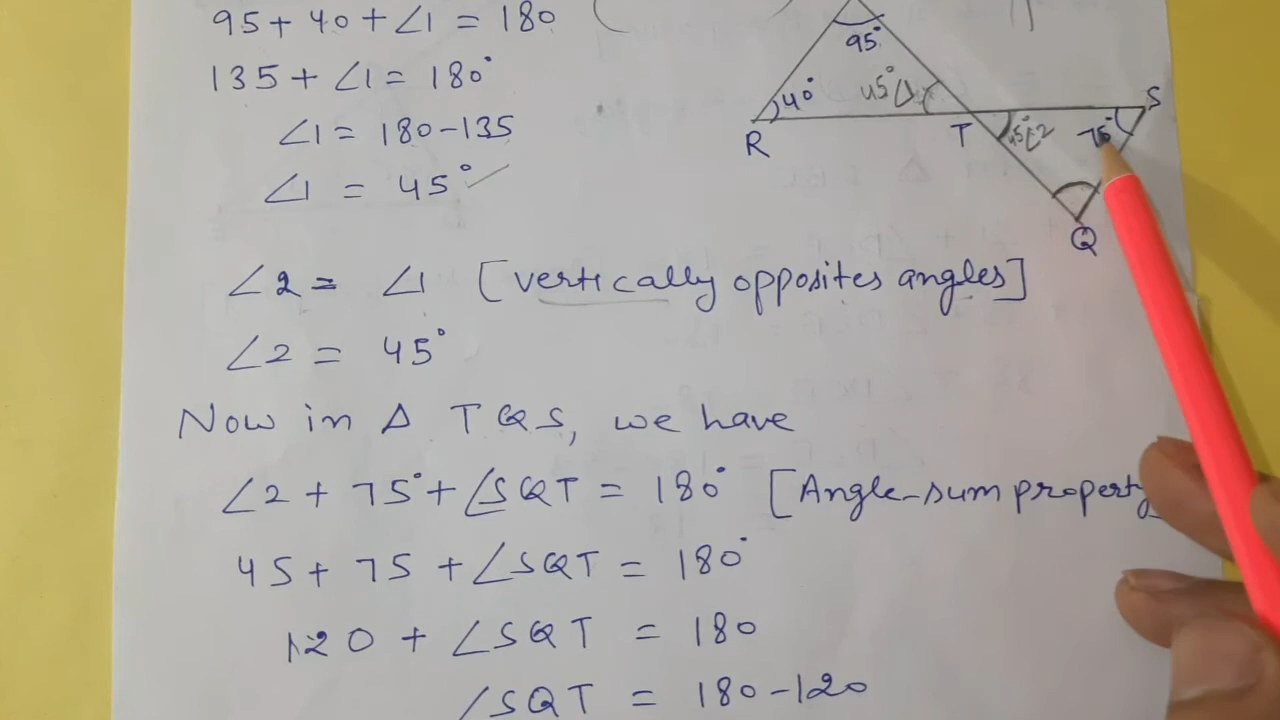 95 + 40 + ∠1 = 180
135 + ∠1 = 180°
∠1 = 180-135
∠1 = 45°
95°
40°
45° ∠1
R
T
45° ∠2
75°
S
Q
∠2 = ∠1 [vertically opposites angles]
∠2 = 45°
Now in Δ TQS, we have
∠2 + 75° + ∠SQT = 180° [Angle-sum property
45 + 75 + ∠SQT = 180°
120 + ∠SQT = 180
∠SQT = 180-120